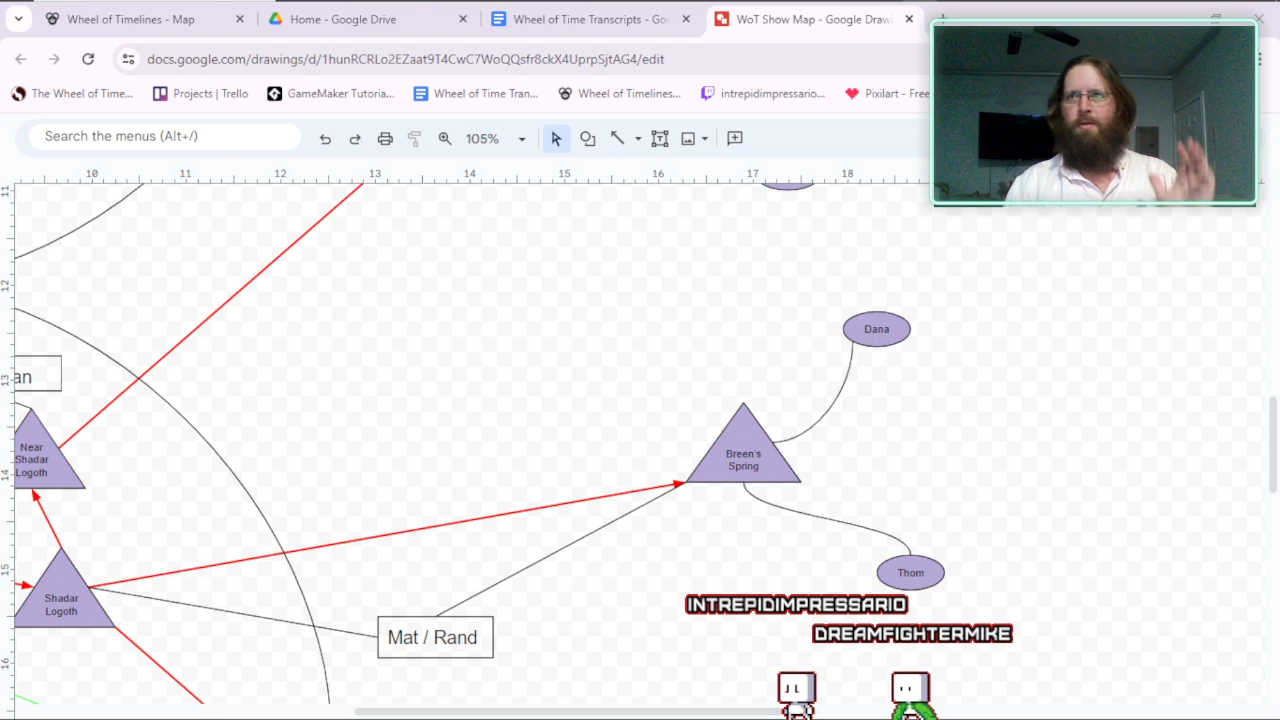 Wheel of Timelines - Map
Home - Google Drive
Wheel of Time Transcripts - Goo
WoT Show Map - Google Drawi
docs.google.com/drawings/d/1hunRCRLo2EZaat9T4CwC7WoQQsfr8ckX4UprpSjtAG4/edit
The Wheel of Time...
Projects | Trello
GameMaker Tutoria...
Wheel of Time Tran...
Wheel of Timelines...
intrepidimpressario...
Pixilart - Free
Search the menus (Alt+/)
105%
10 11 12 13 14 15 16 17 18
11
12
13
14
15
16
Dana
an
Near
Shadar
Logoth
Breen's
Spring
Shadar
Logoth
Thom
Mat / Rand
INTREPIDIMPRESSARIO
DREAMFIGHTERMIKE